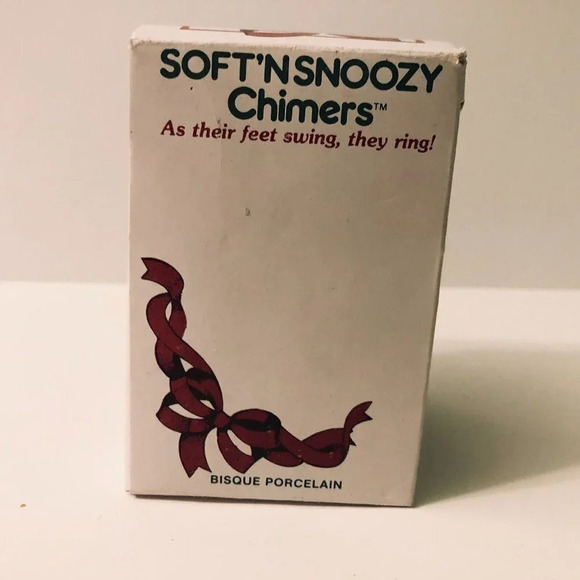 SOFT'N SNOOZY
Chimers™
As their feet swing, they ring!
BISQUE PORCELAIN